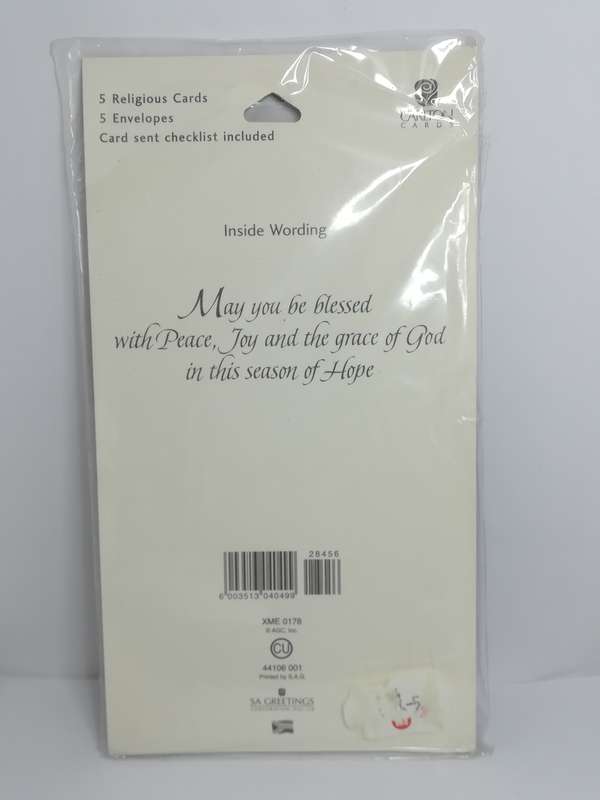 5 Religious Cards
5 Envelopes
Card sent checklist included
CARLTON
CARDS
Inside Wording
May you be blessed
with Peace, Joy and the grace of God
in this season of Hope
28456
6 003513 040499
XME 0178
© AGC, Inc.
CU
44106 001
Printed by S.A.G.
SA GREETINGS